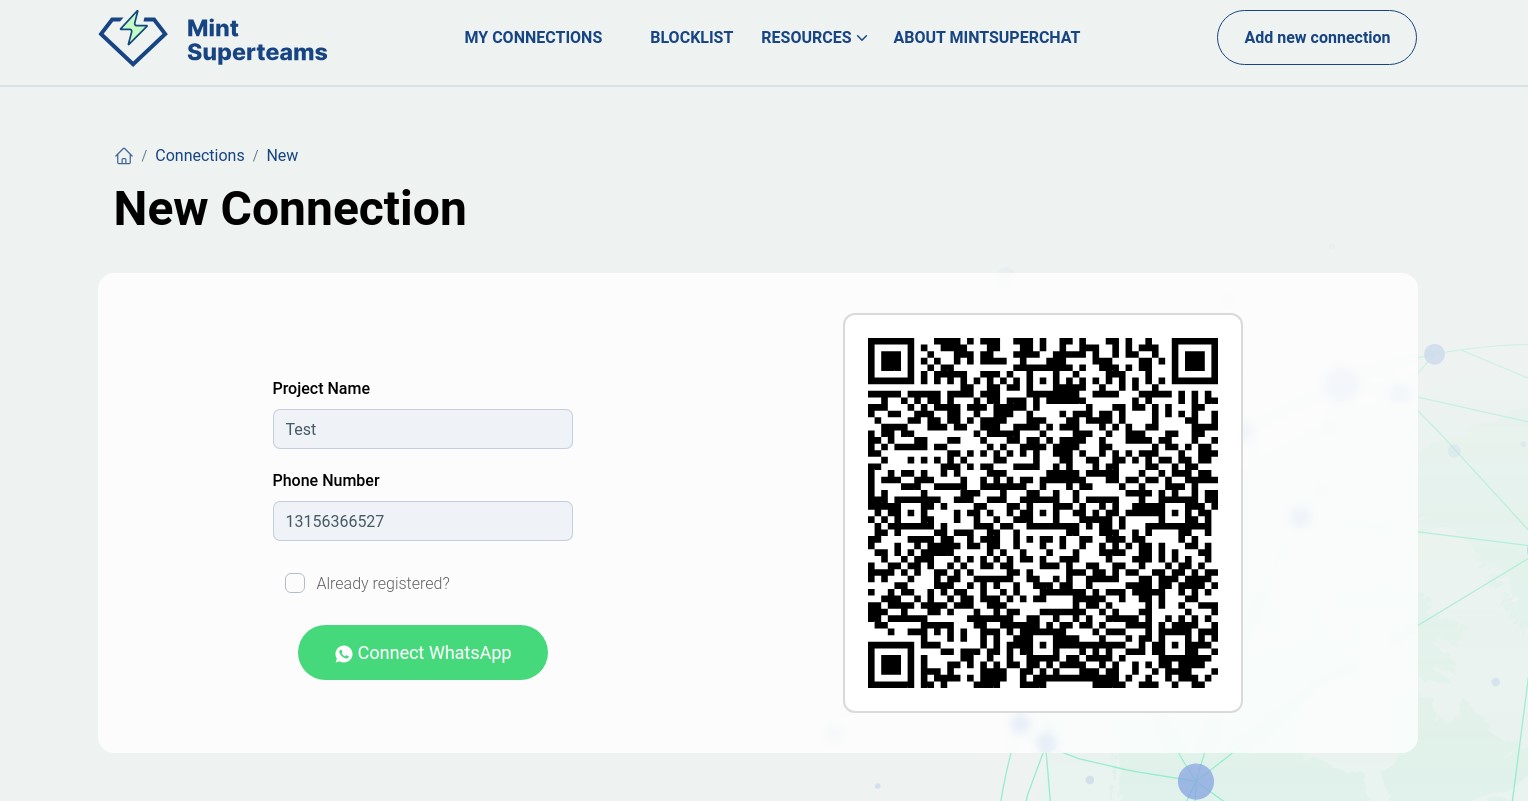 Mint
Superteams
MY CONNECTIONS BLOCKLIST RESOURCES ABOUT MINTSUPERCHAT Add new connection
/ Connections / New
New Connection
Project Name
Test
Phone Number
13156366527
Already registered?
Connect WhatsApp